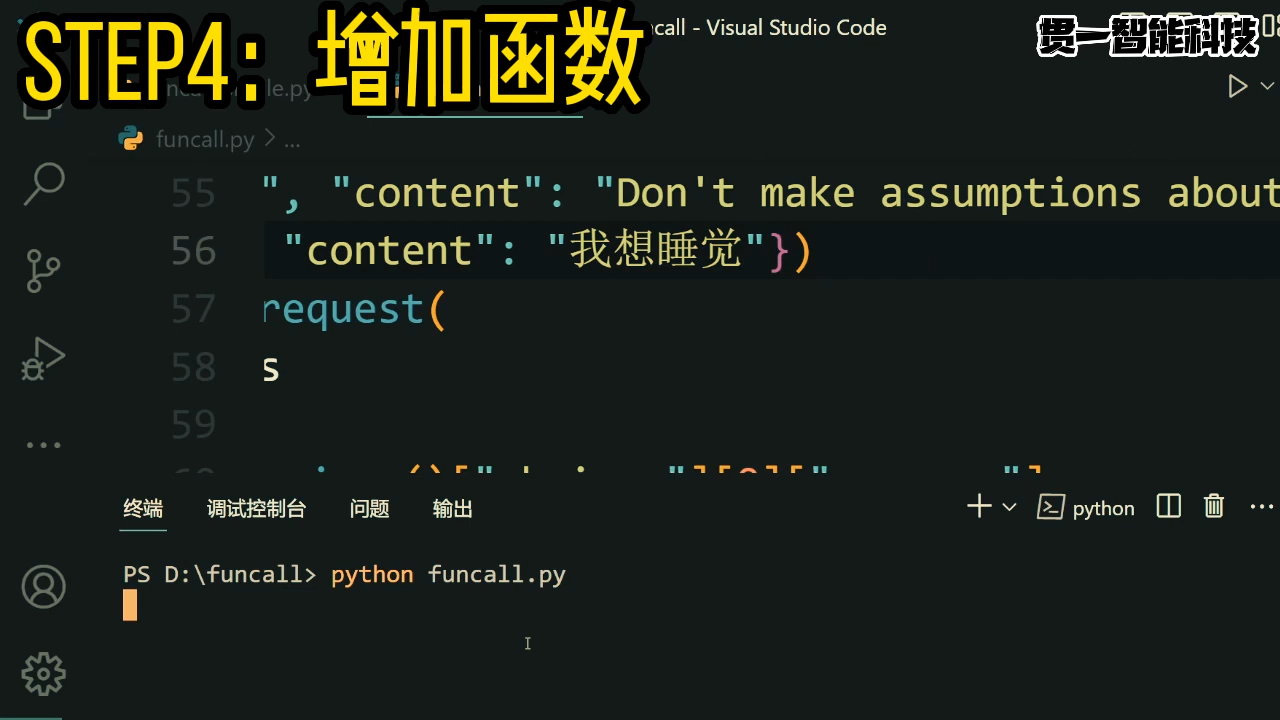 STEP4：增加函数
call - Visual Studio Code
贯一智能科技
funcall.py > ...
55 ", "content": "Don't make assumptions about
56 "content": "我想睡觉"})
57 request(
58 s
59
终端 调试控制台 问题 输出
python
PS D:\funcall> python funcall.py